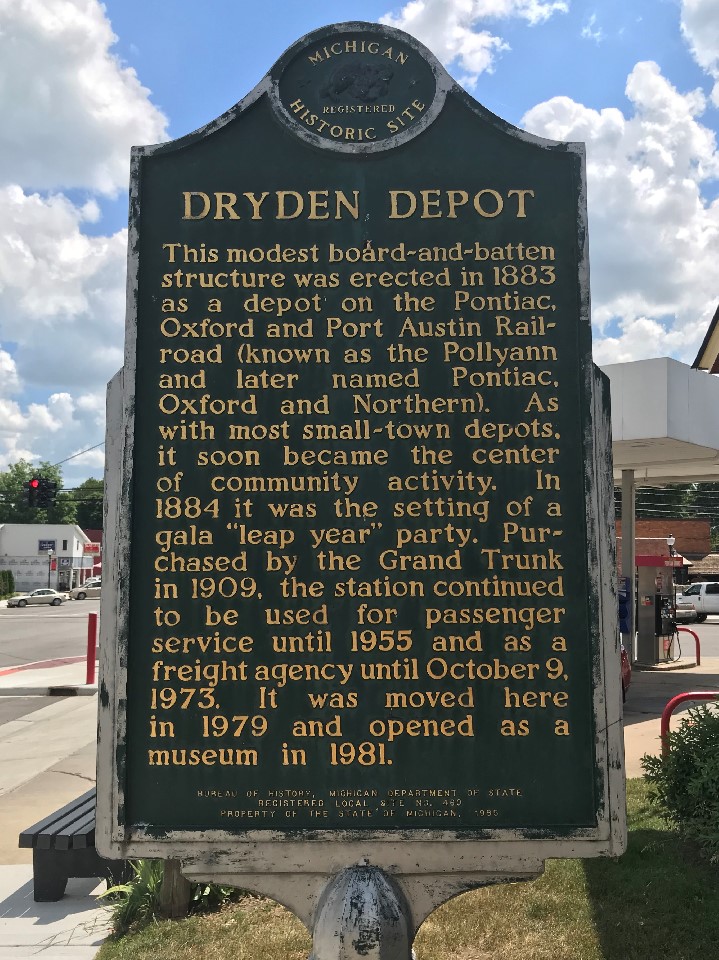 MICHIGAN
REGISTERED
HISTORIC SITE
DRYDEN DEPOT
This modest board-and-batten
structure was erected in 1883
as a depot on the Pontiac,
Oxford and Port Austin Rail-
road (known as the Pollyann
and later named Pontiac,
Oxford and Northern). As
with most small-town depots,
it soon became the center
of community activity. In
1884 it was the setting of a
gala "leap year" party. Pur-
chased by the Grand Trunk
in 1909, the station continued
to be used for passenger
service until 1955 and as a
freight agency until October 9,
1973. It was moved here
in 1979 and opened as a
museum in 1981.
BUREAU OF HISTORY, MICHIGAN DEPARTMENT OF STATE
REGISTERED LOCAL SITE NO. 480
PROPERTY OF THE STATE OF MICHIGAN, 1980